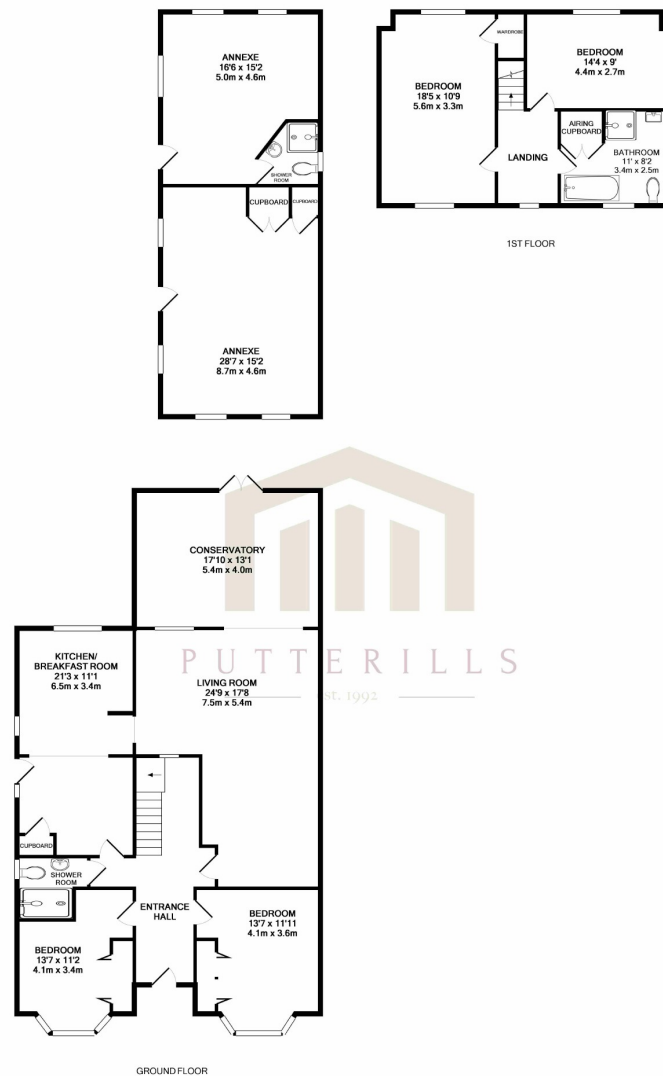 ANNEXE
16'6 x 15'2
5.0m x 4.6m
SHOWER
ROOM
CUPBOARD
CUPBOARD
ANNEXE
28'7 x 15'2
8.7m x 4.6m
WARDROBE
BEDROOM
14'4 x 9'
4.4m x 2.7m
BEDROOM
18'5 x 10'9
5.6m x 3.3m
AIRING
CUPBOARD
LANDING
BATHROOM
11' x 8'2
3.4m x 2.5m
1ST FLOOR
CONSERVATORY
17'10 x 13'1
5.4m x 4.0m
KITCHEN/
BREAKFAST ROOM
21'3 x 11'1
6.5m x 3.4m
PUTTERILLS
est. 1992
LIVING ROOM
24'9 x 17'8
7.5m x 5.4m
CUPBOARD
SHOWER
ROOM
ENTRANCE
HALL
BEDROOM
13'7 x 11'2
4.1m x 3.4m
BEDROOM
13'7 x 11'11
4.1m x 3.6m
GROUND FLOOR